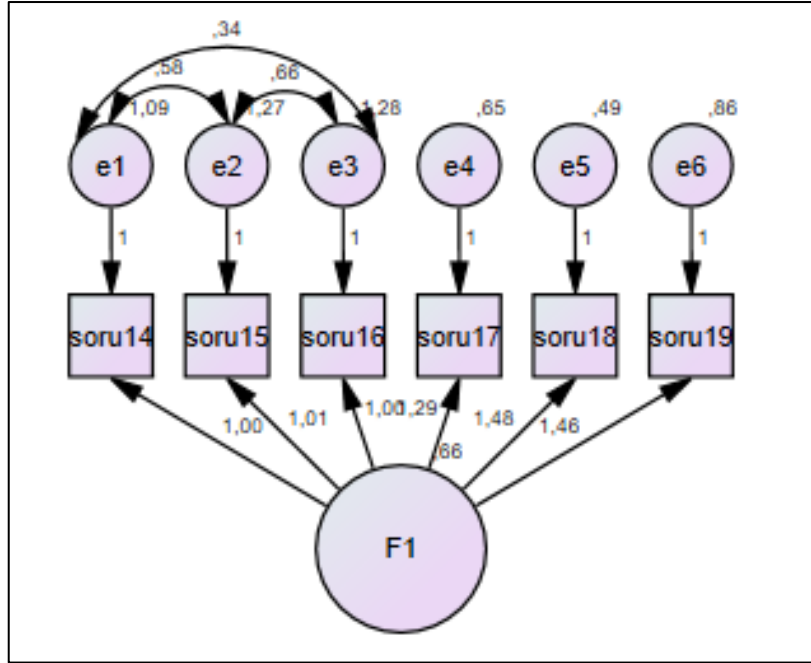 ,34
,58 ,66
1,09 1,27 1,28 ,65 ,49 ,86
e1 e2 e3 e4 e5 e6
1 1 1 1 1 1
soru14 soru15 soru16 soru17 soru18 soru19
1,00 1,01 1,00 1,29 1,48 1,46
,66
F1